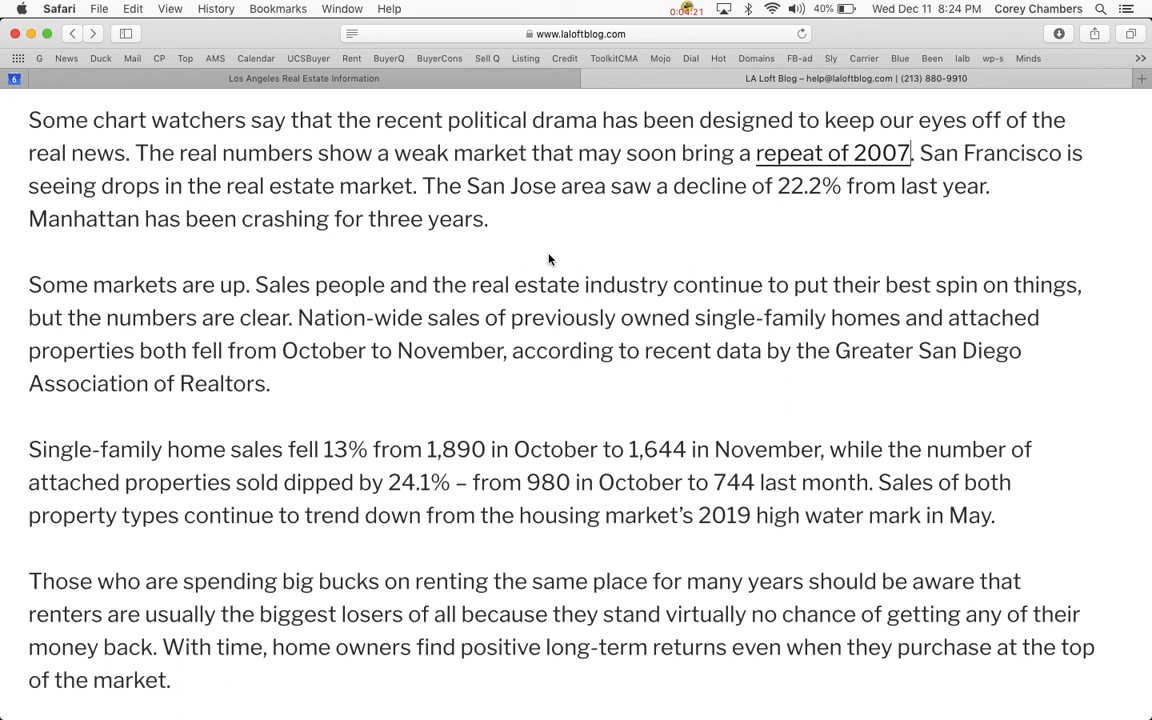 Safari File Edit View History Bookmarks Window Help 0:04:21 40% Wed Dec 11 8:24 PM Corey Chambers
www.laloftblog.com
G News Duck Mail CP Top AMS Calendar UCSBuyer Rent BuyerQ BuyerCons Sell Q Listing Credit ToolkitCMA Mojo Dial Hot Domains FB-ad Sly Carrier Blue Been lalb wp-s Minds >>
6 Los Angeles Real Estate Information LA Loft Blog – help@laloftblog.com | (213) 880-9910 +
Some chart watchers say that the recent political drama has been designed to keep our eyes off of the
real news. The real numbers show a weak market that may soon bring a repeat of 2007. San Francisco is
seeing drops in the real estate market. The San Jose area saw a decline of 22.2% from last year.
Manhattan has been crashing for three years.
Some markets are up. Sales people and the real estate industry continue to put their best spin on things,
but the numbers are clear. Nation-wide sales of previously owned single-family homes and attached
properties both fell from October to November, according to recent data by the Greater San Diego
Association of Realtors.
Single-family home sales fell 13% from 1,890 in October to 1,644 in November, while the number of
attached properties sold dipped by 24.1% – from 980 in October to 744 last month. Sales of both
property types continue to trend down from the housing market’s 2019 high water mark in May.
Those who are spending big bucks on renting the same place for many years should be aware that
renters are usually the biggest losers of all because they stand virtually no chance of getting any of their
money back. With time, home owners find positive long-term returns even when they purchase at the top
of the market.